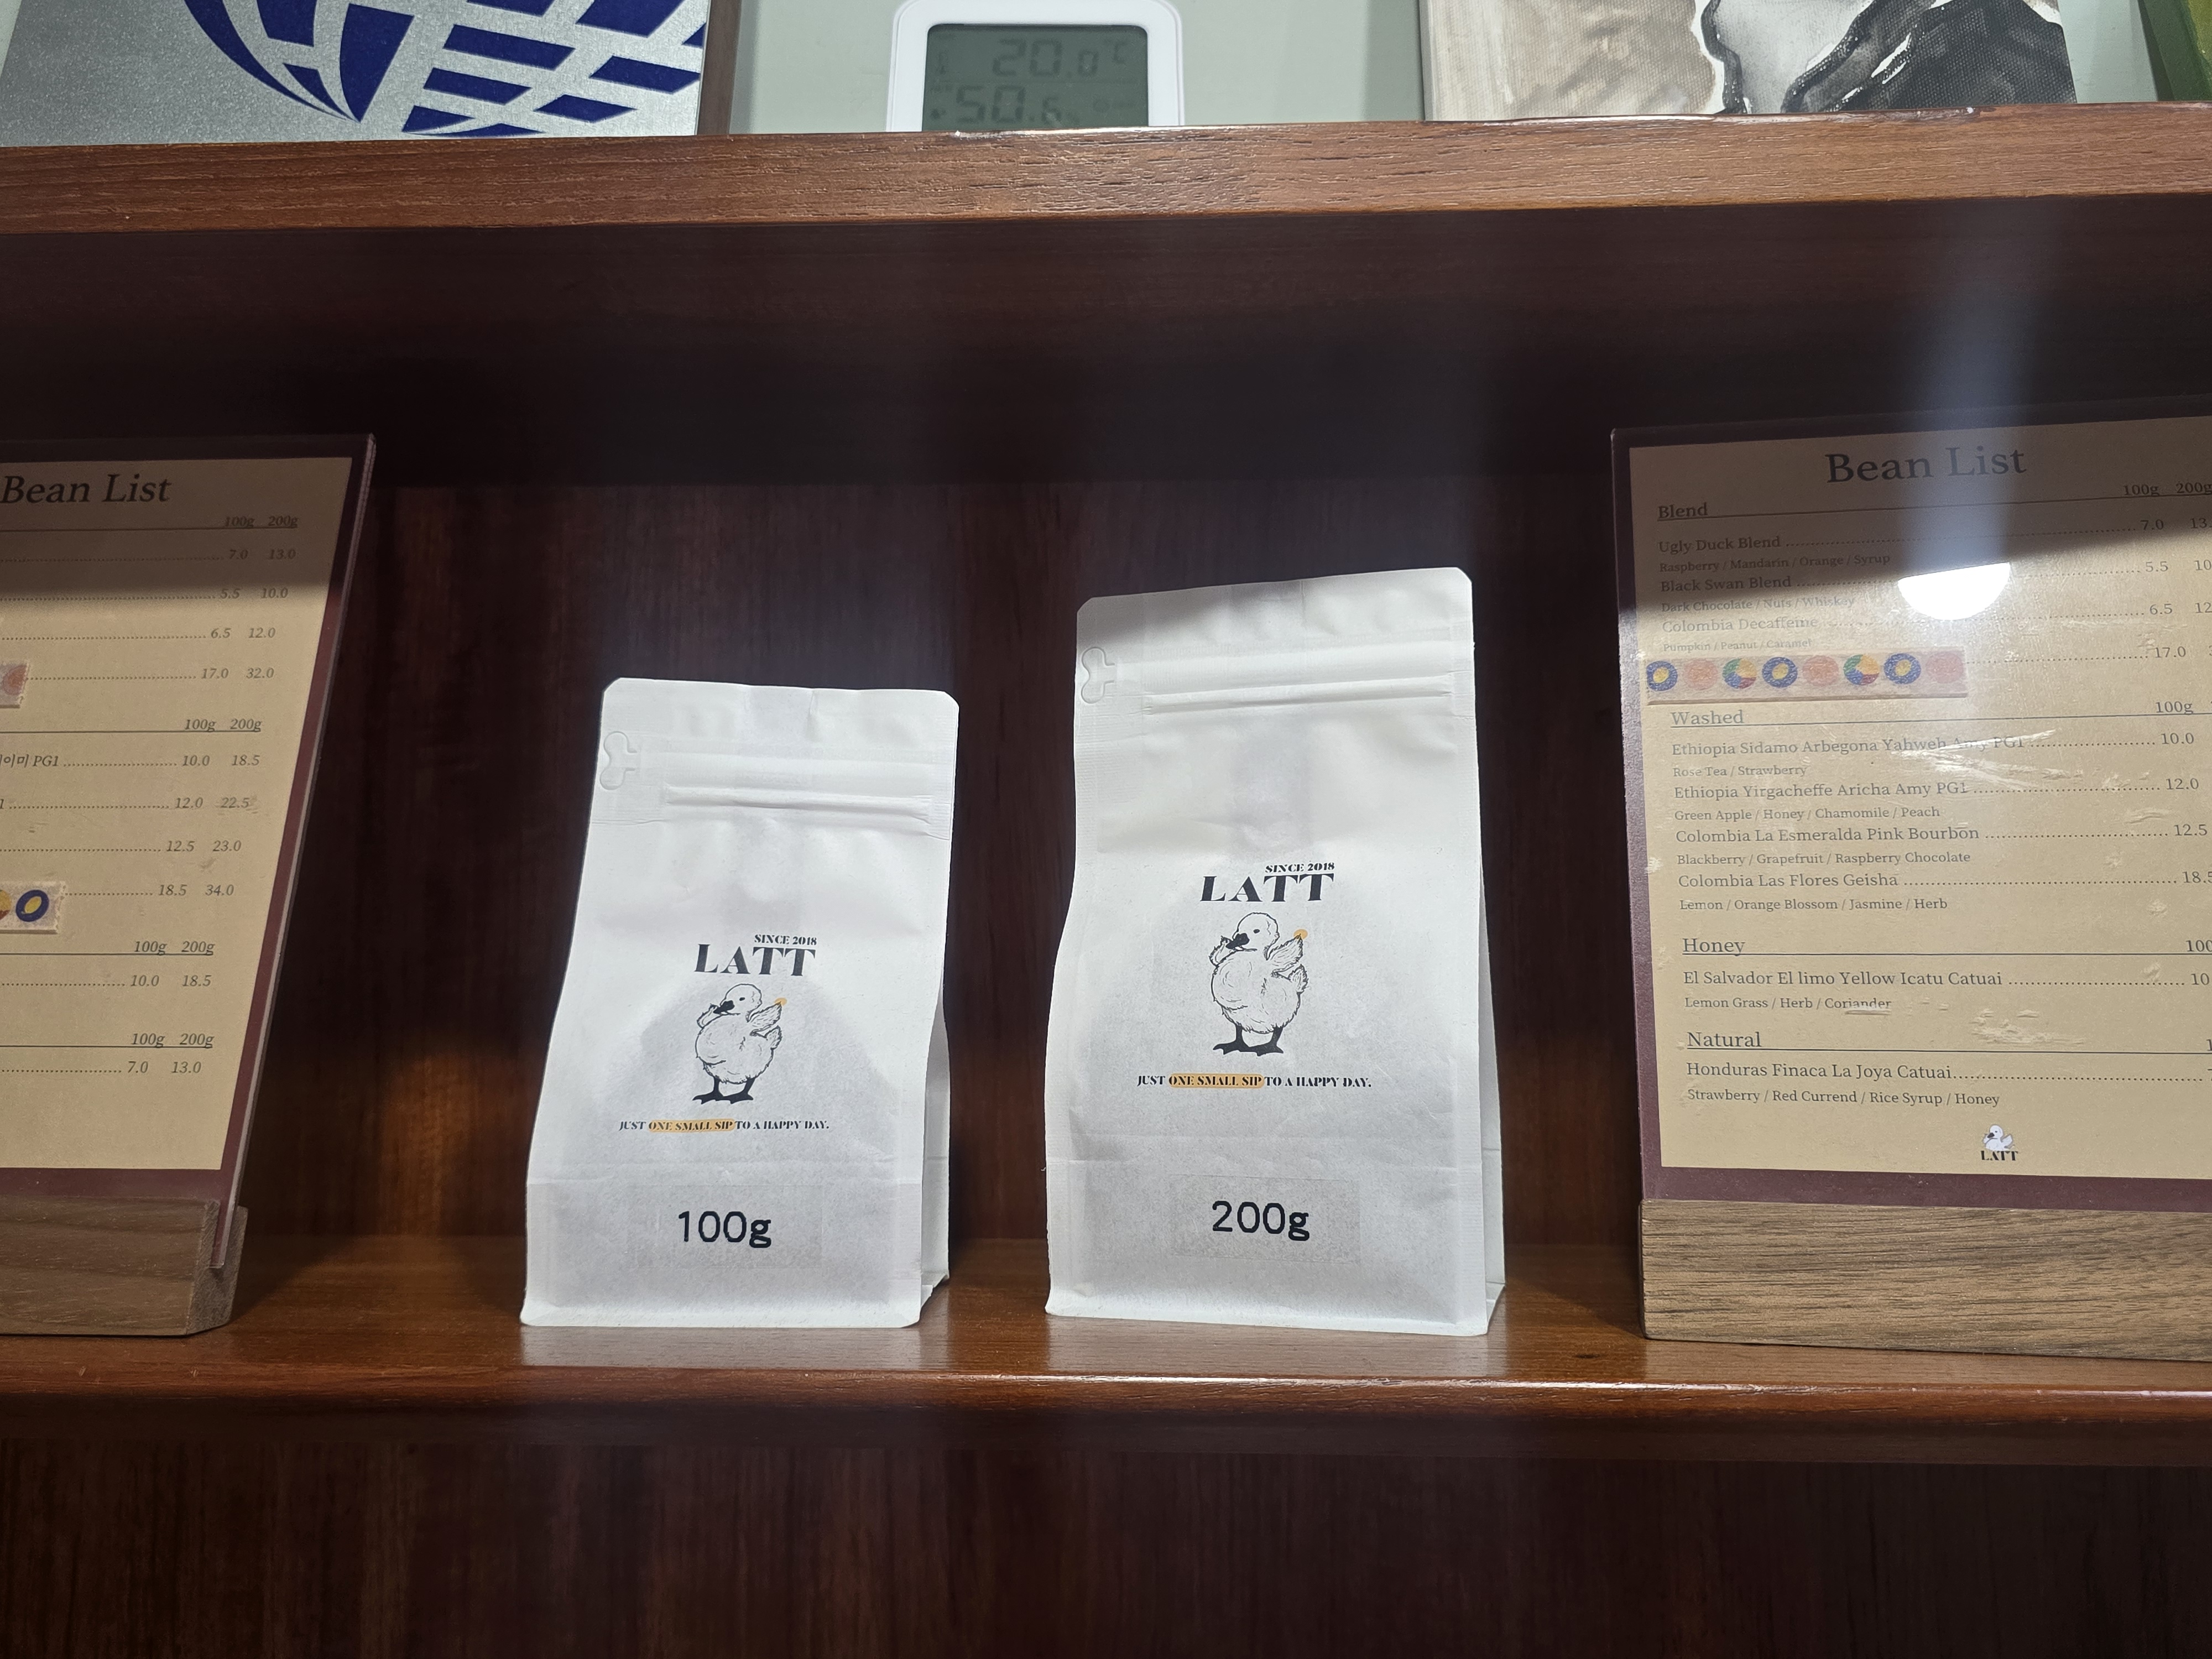 20.0°C
50.6%
Bean List
100g 200g
7.0 13.0
5.5 10.0
6.5 12.0
17.0 32.0
100g 200g
이미 PG1 10.0 18.5
12.0 22.5
12.5 23.0
18.5 34.0
100g 200g
10.0 18.5
100g 200g
7.0 13.0
SINCE 2018
LATT
JUST ONE SMALL SIP TO A HAPPY DAY.
100g
SINCE 2018
LATT
JUST ONE SMALL SIP TO A HAPPY DAY.
200g
Bean List
Blend 100g 200g
Ugly Duck Blend 7.0 13.
Raspberry / Mandarin / Orange / Syrup
Black Swan Blend 5.5 10
Dark Chocolate / Nuts / Whiskey
Colombia Decaffeine 6.5 12
Pumpkin / Peanut / Caramel
17.0
Washed 100g
Ethiopia Sidamo Arbegona Yahweh Amy PG1 10.0
Rose Tea / Strawberry
Ethiopia Yirgacheffe Aricha Amy PG1 12.0
Green Apple / Honey / Chamomile / Peach
Colombia La Esmeralda Pink Bourbon 12.5
Blackberry / Grapefruit / Raspberry Chocolate
Colombia Las Flores Geisha 18.5
Lemon / Orange Blossom / Jasmine / Herb
Honey 100
El Salvador El limo Yellow Icatu Catuai 10
Lemon Grass / Herb / Coriander
Natural
Honduras Finaca La Joya Catuai
Strawberry / Red Currend / Rice Syrup / Honey
LATT